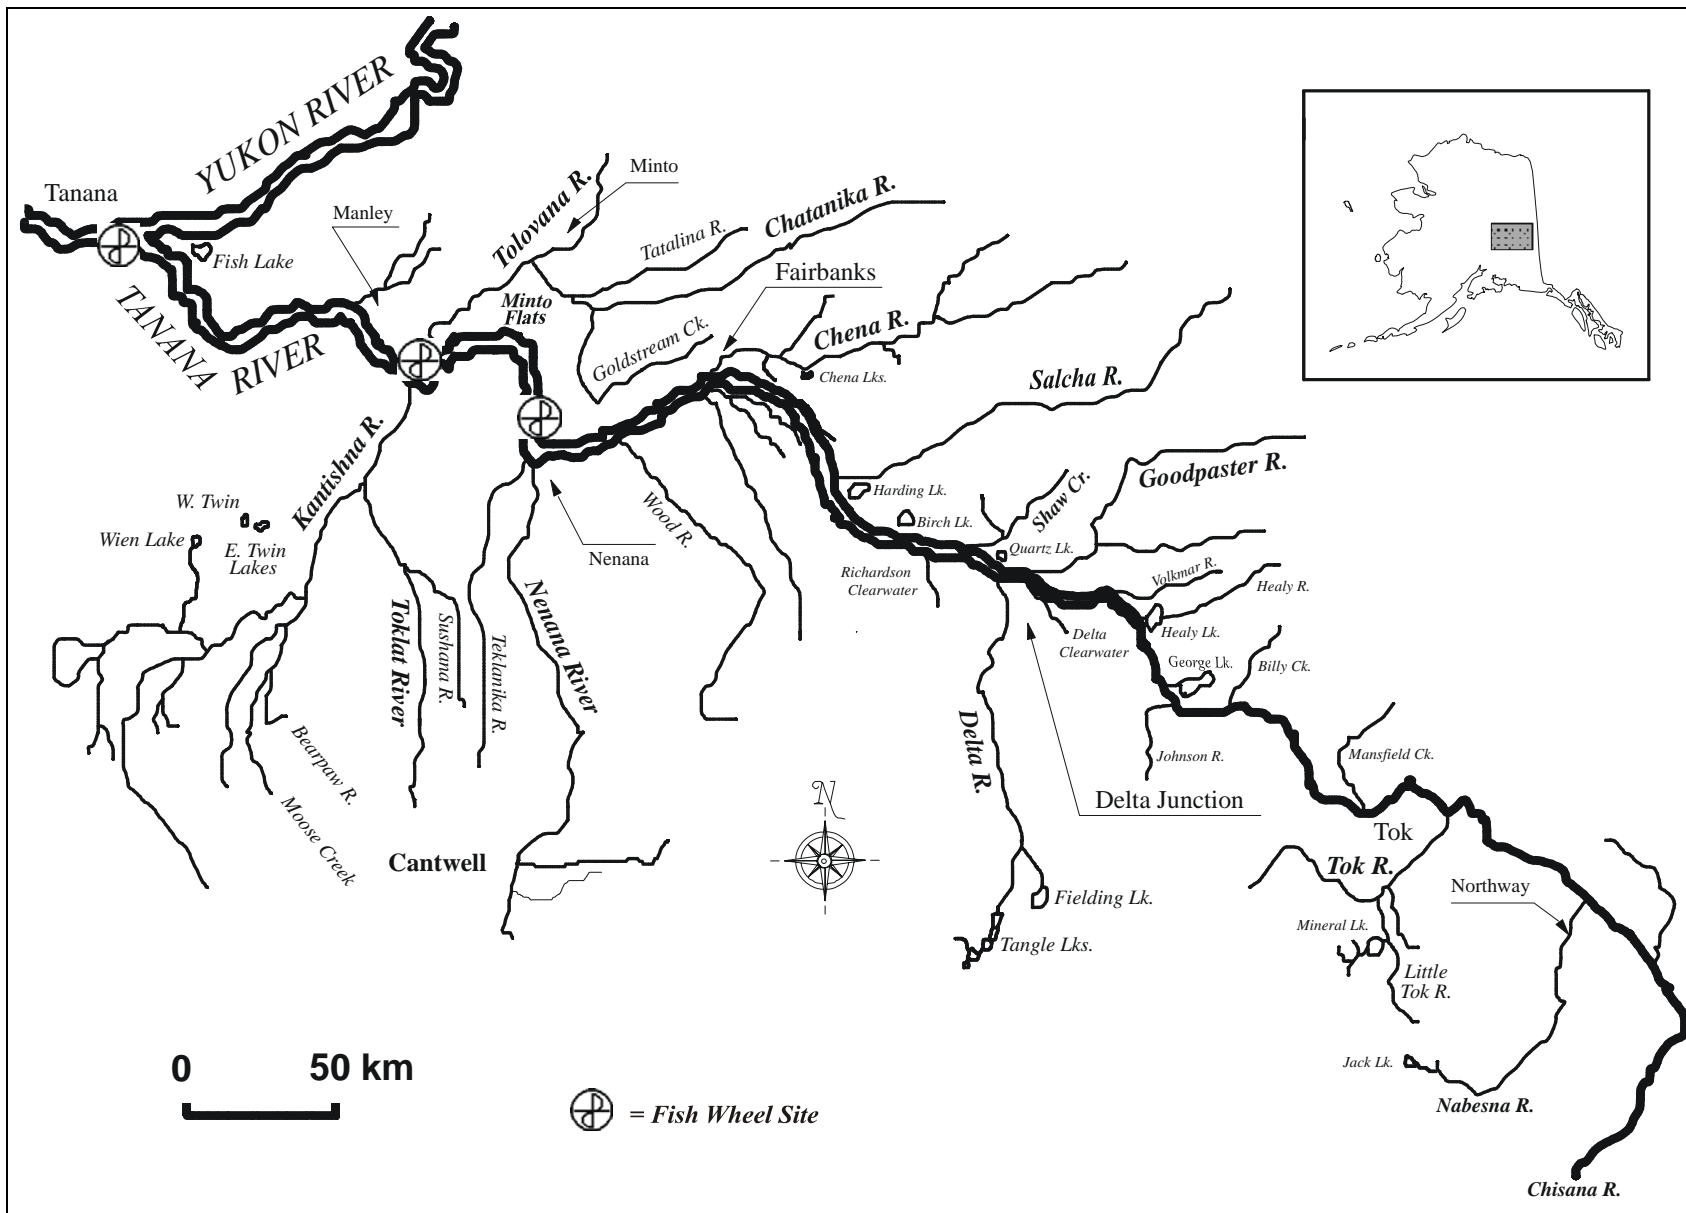 YUKON RIVER
Tanana
Fish Lake
Manley
TANANA
RIVER
Tolovana R.
Minto
Minto
Flats
Tatalina R.
Chatanika R.
Goldstream Ck.
Fairbanks
Chena R.
Chena Lks.
Salcha R.
Harding Lk.
Birch Lk.
Shaw Cr.
Goodpaster R.
Quartz Lk.
Richardson
Clearwater
Volkmar R.
Healy R.
Delta
Clearwater
Healy Lk.
George Lk.
Billy Ck.
Kantishna R.
W. Twin
Wien Lake
E. Twin
Lakes
Wood R.
Nenana
Toklat River
Sushana R.
Teklanika R.
Nenana River
Bearpaw R.
Moose Creek
Cantwell
N
Delta R.
Delta Junction
Johnson R.
Mansfield Ck.
Tok
Tok R.
Northway
Fielding Lk.
Tangle Lks.
Mineral Lk.
Little
Tok R.
Jack Lk.
Nabesna R.
Chisana R.
0 50 km
= Fish Wheel Site